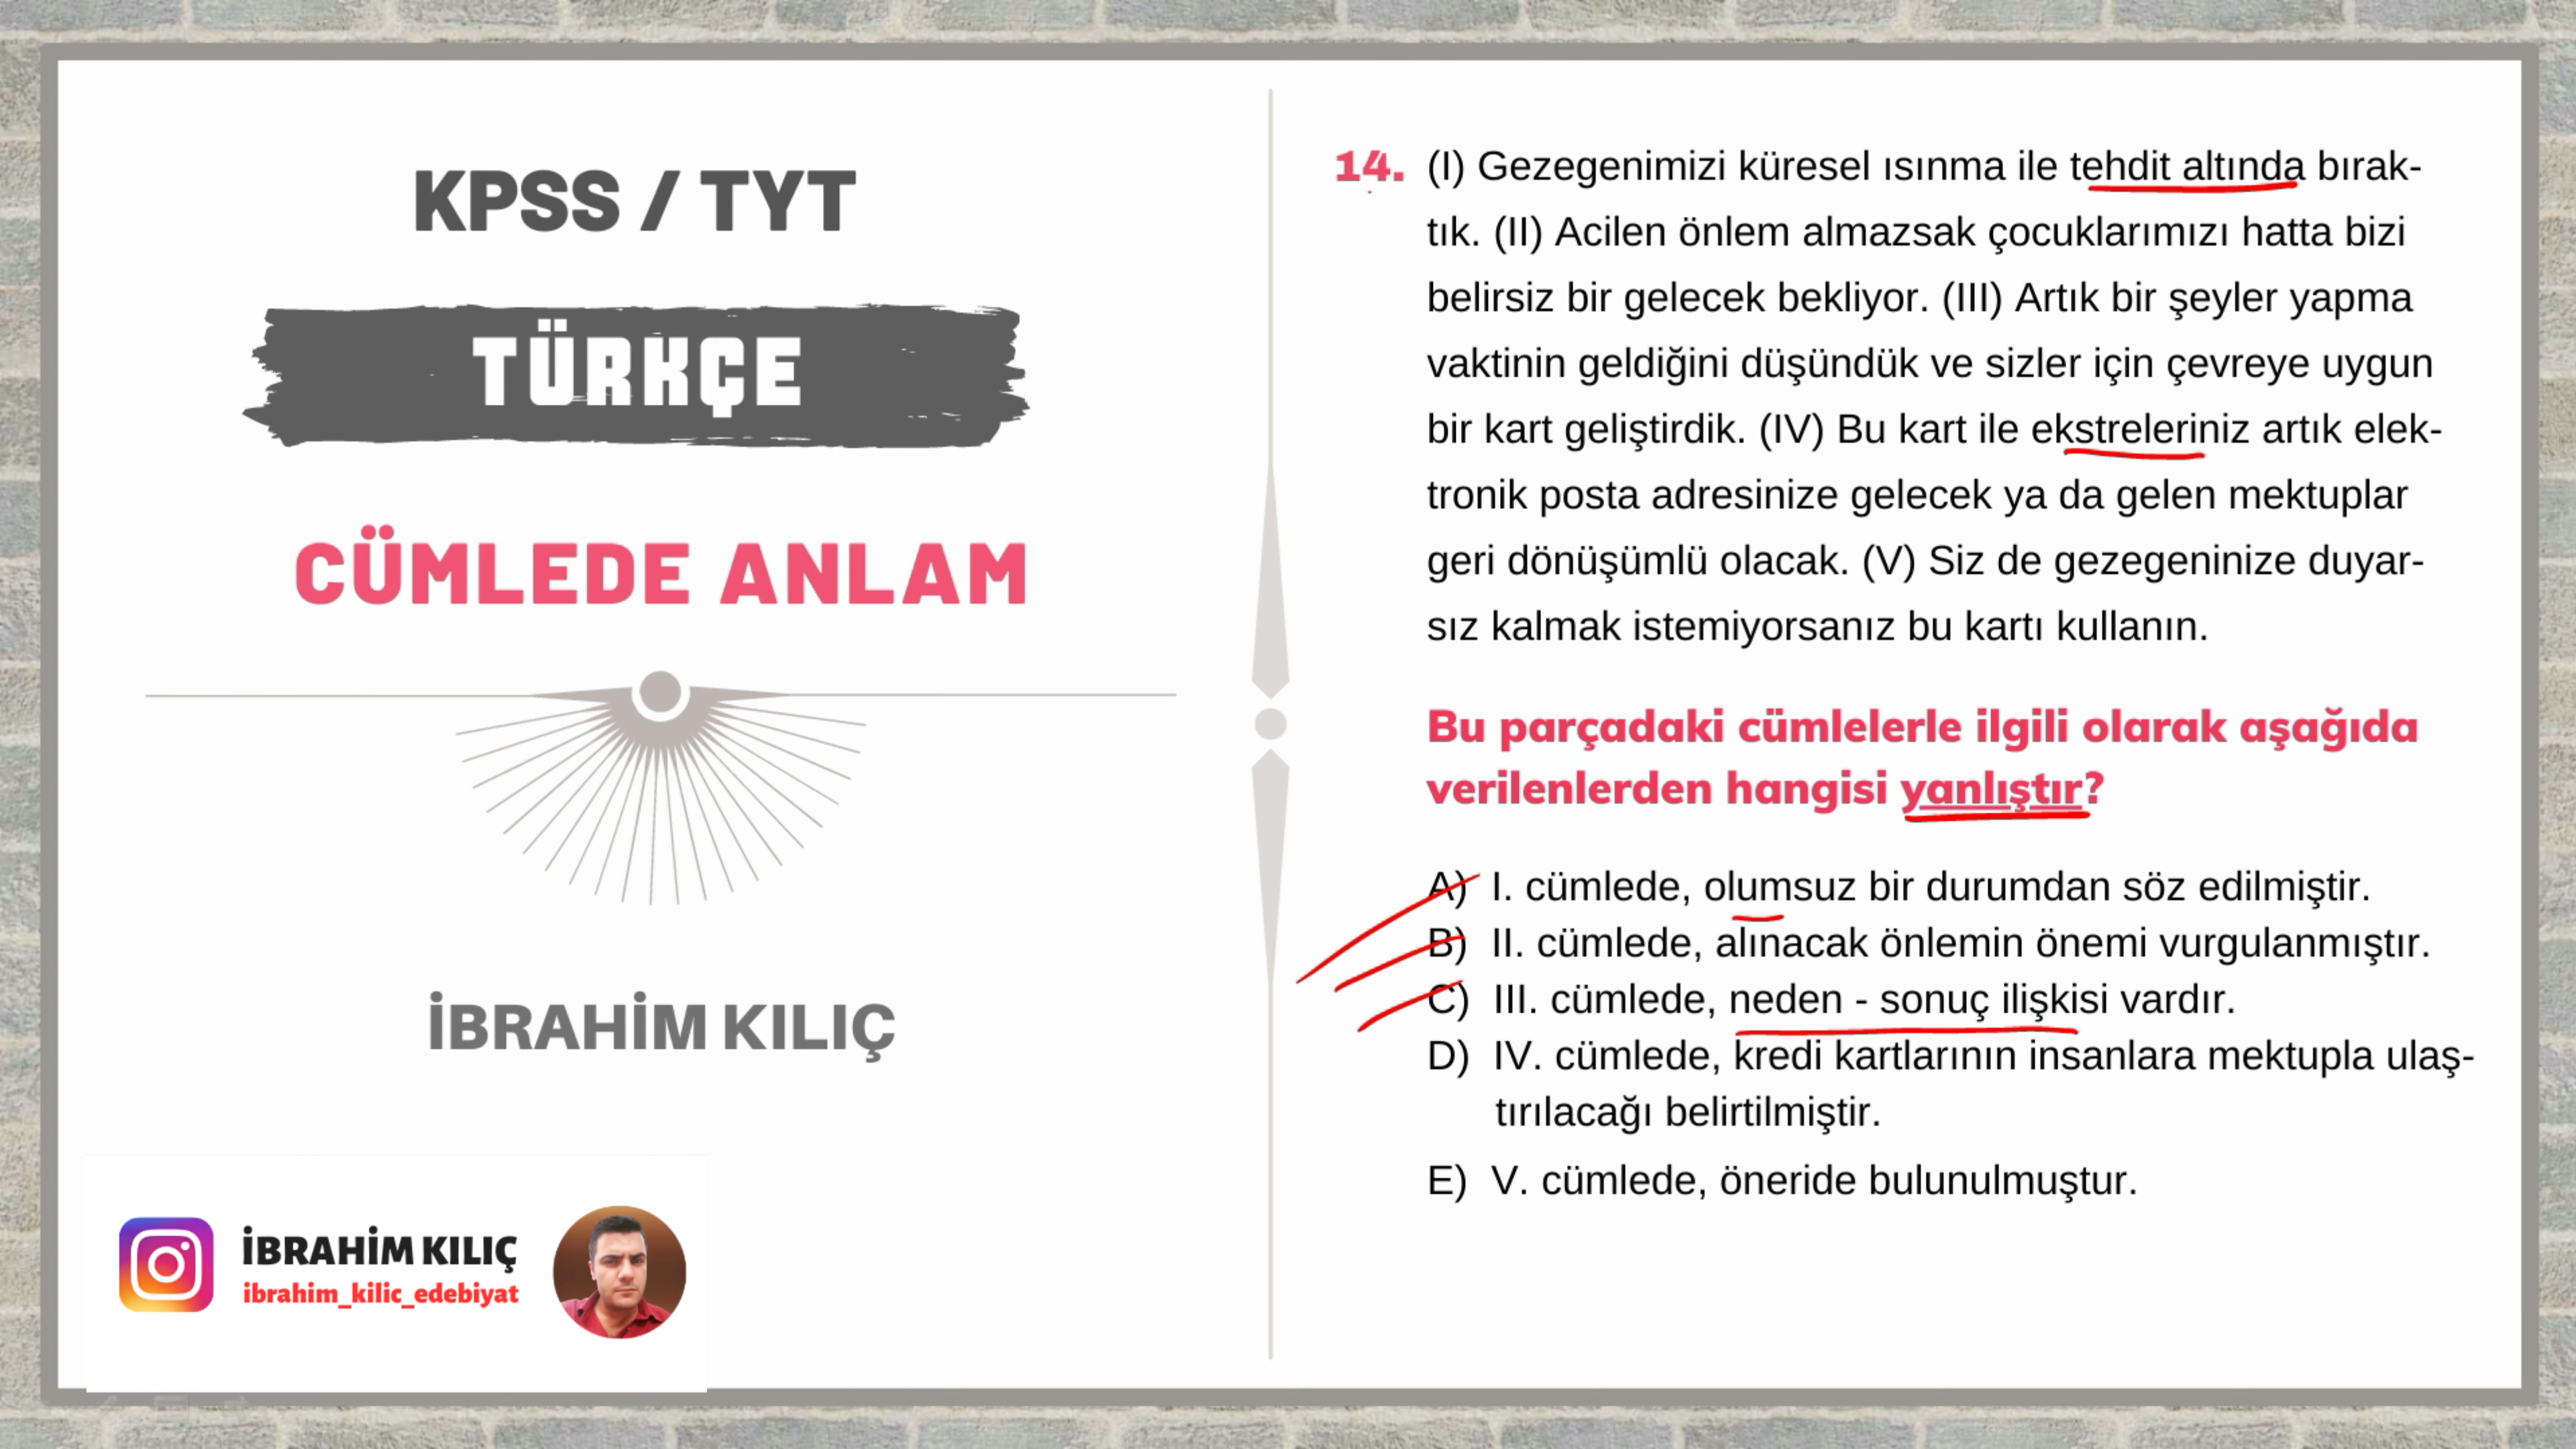 KPSS / TYT
TÜRKÇE
CÜMLEDE ANLAM
İBRAHİM KILIÇ
İBRAHİM KILIÇ
ibrahim_kilic_edebiyat
14. (I) Gezegenimizi küresel ısınma ile tehdit altında bırak-
tık. (II) Acilen önlem almazsak çocuklarımızı hatta bizi
belirsiz bir gelecek bekliyor. (III) Artık bir şeyler yapma
vaktinin geldiğini düşündük ve sizler için çevreye uygun
bir kart geliştirdik. (IV) Bu kart ile ekstreleriniz artık elek-
tronik posta adresinize gelecek ya da gelen mektuplar
geri dönüşümlü olacak. (V) Siz de gezegeninize duyar-
sız kalmak istemiyorsanız bu kartı kullanın.
Bu parçadaki cümlelerle ilgili olarak aşağıda
verilenlerden hangisi yanlıştır?
A) I. cümlede, olumsuz bir durumdan söz edilmiştir.
B) II. cümlede, alınacak önlemin önemi vurgulanmıştır.
C) III. cümlede, neden - sonuç ilişkisi vardır.
D) IV. cümlede, kredi kartlarının insanlara mektupla ulaş-
tırılacağı belirtilmiştir.
E) V. cümlede, öneride bulunulmuştur.